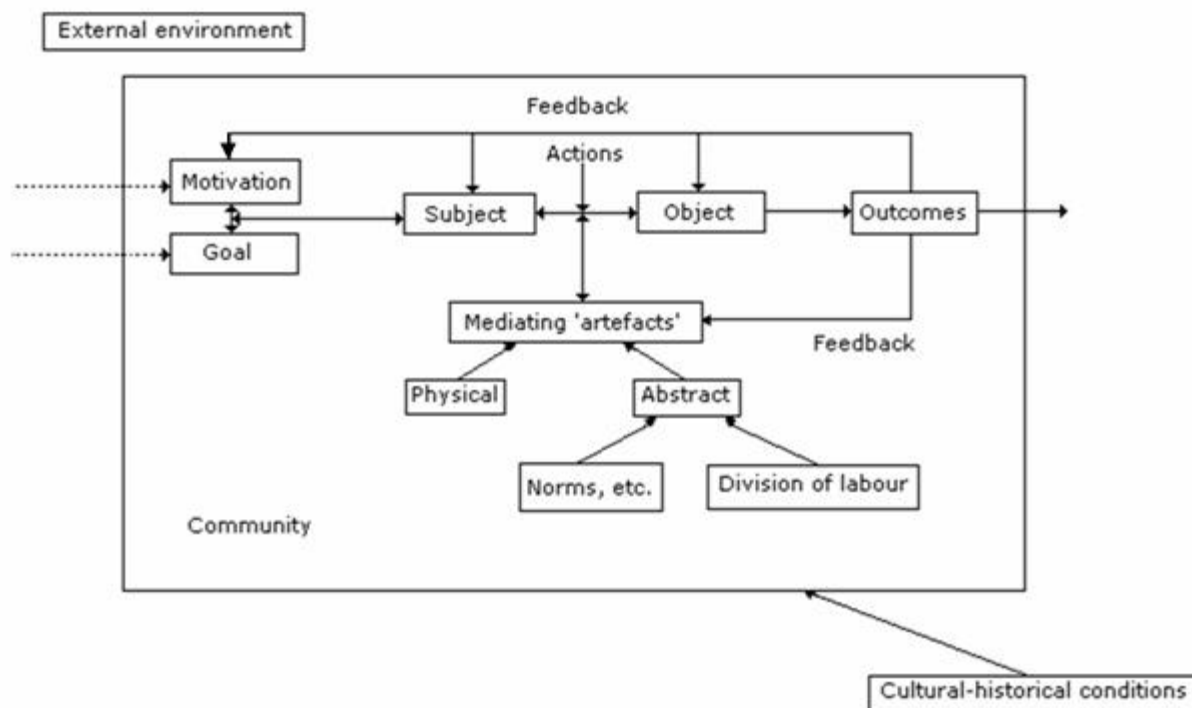 External environment
Feedback
Actions
Motivation
Subject
Object
Outcomes
Goal
Mediating 'artefacts'
Feedback
Physical
Abstract
Norms, etc.
Division of labour
Community
Cultural-historical conditions